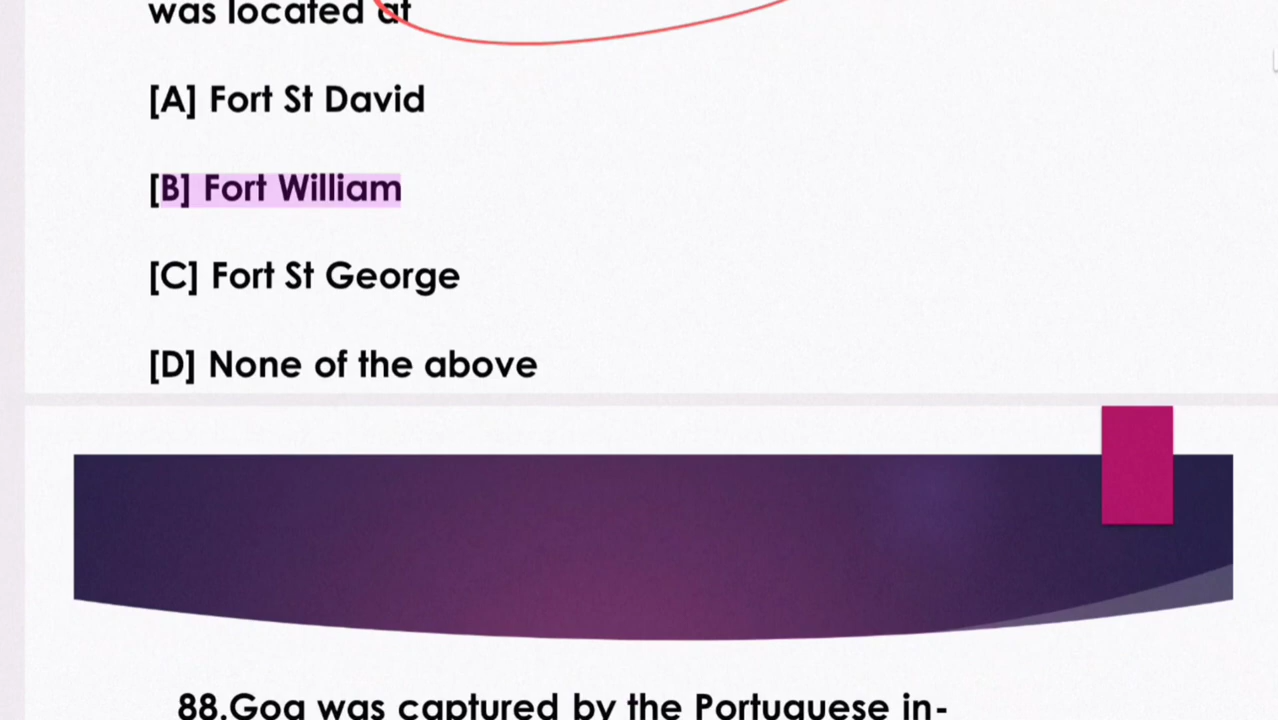 was located at
[A] Fort St David
[B] Fort William
[C] Fort St George
[D] None of the above
88.Goa was captured by the Portuguese in-